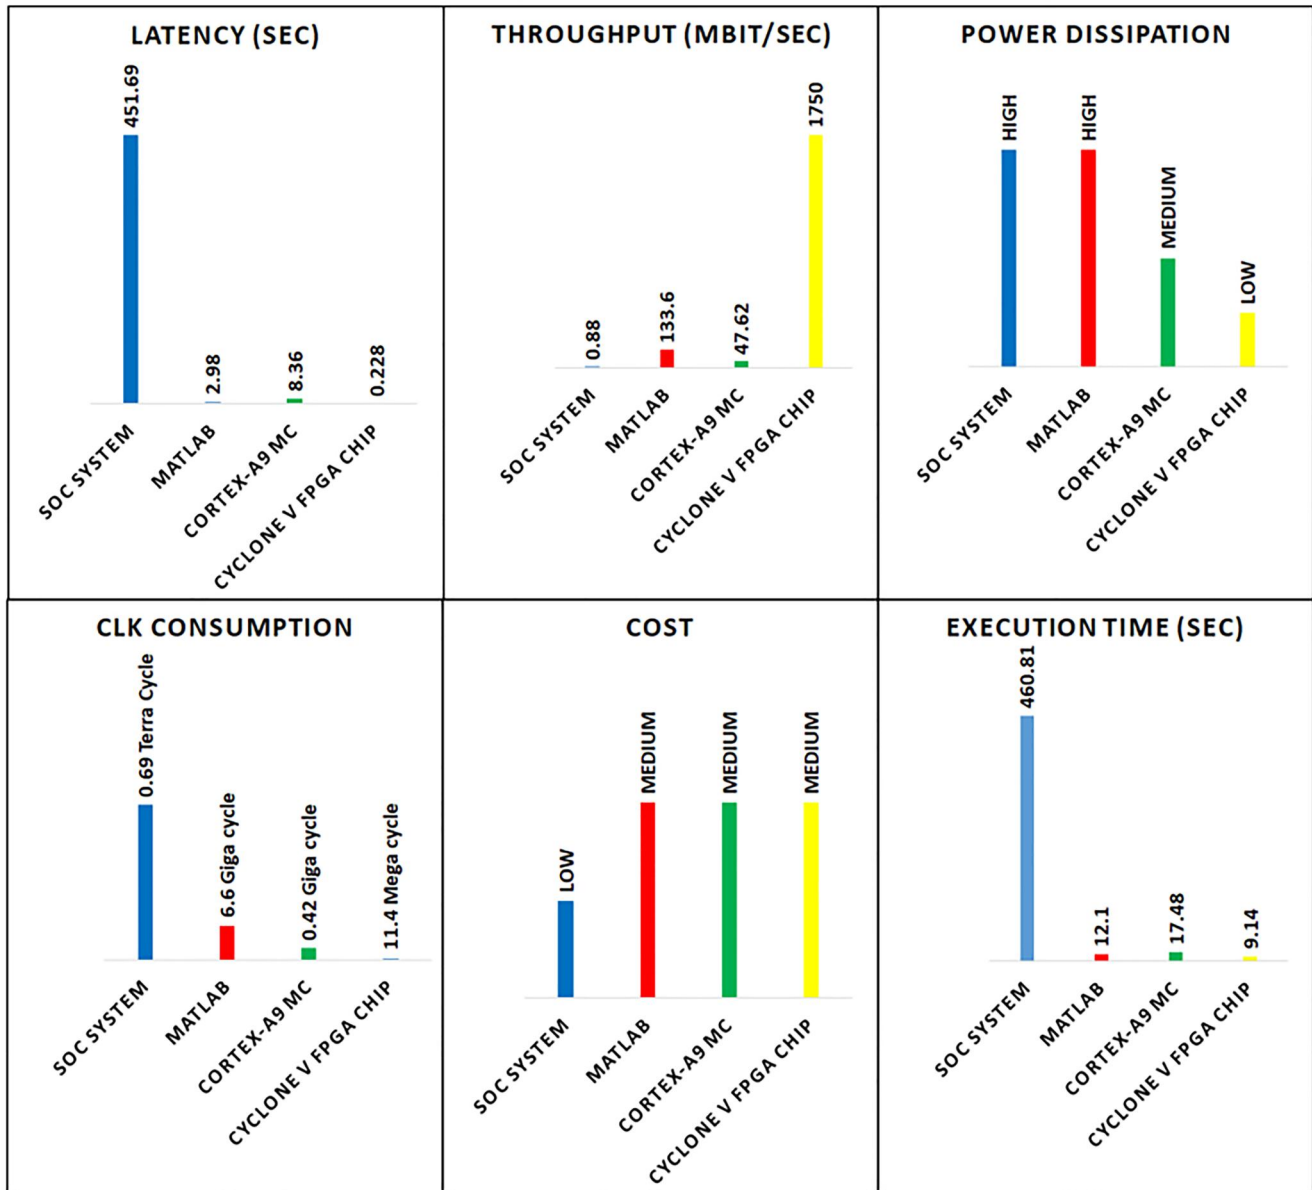 LATENCY (SEC)
451.69
2.98
8.36
0.228
SOC SYSTEM
MATLAB
CORTEX-A9 MC
CYCLONE V FPGA CHIP
THROUGHPUT (MBIT/SEC)
0.88
133.6
47.62
1750
SOC SYSTEM
MATLAB
CORTEX-A9 MC
CYCLONE V FPGA CHIP
POWER DISSIPATION
HIGH
HIGH
MEDIUM
LOW
SOC SYSTEM
MATLAB
CORTEX-A9 MC
CYCLONE V FPGA CHIP
CLK CONSUMPTION
0.69 Terra Cycle
6.6 Giga cycle
0.42 Giga cycle
11.4 Mega cycle
SOC SYSTEM
MATLAB
CORTEX-A9 MC
CYCLONE V FPGA CHIP
COST
LOW
MEDIUM
MEDIUM
MEDIUM
SOC SYSTEM
MATLAB
CORTEX-A9 MC
CYCLONE V FPGA CHIP
EXECUTION TIME (SEC)
460.81
12.1
17.48
9.14
SOC SYSTEM
MATLAB
CORTEX-A9 MC
CYCLONE V FPGA CHIP